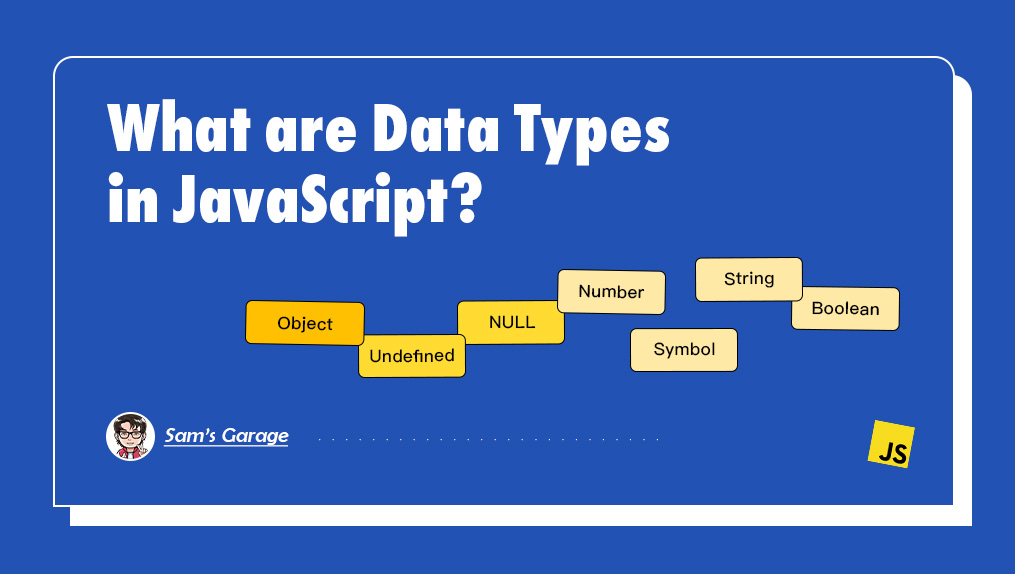 What are Data Types
in JavaScript?
String
Number
Boolean
Object
NULL
Symbol
Undefined
Sam's Garage
JS